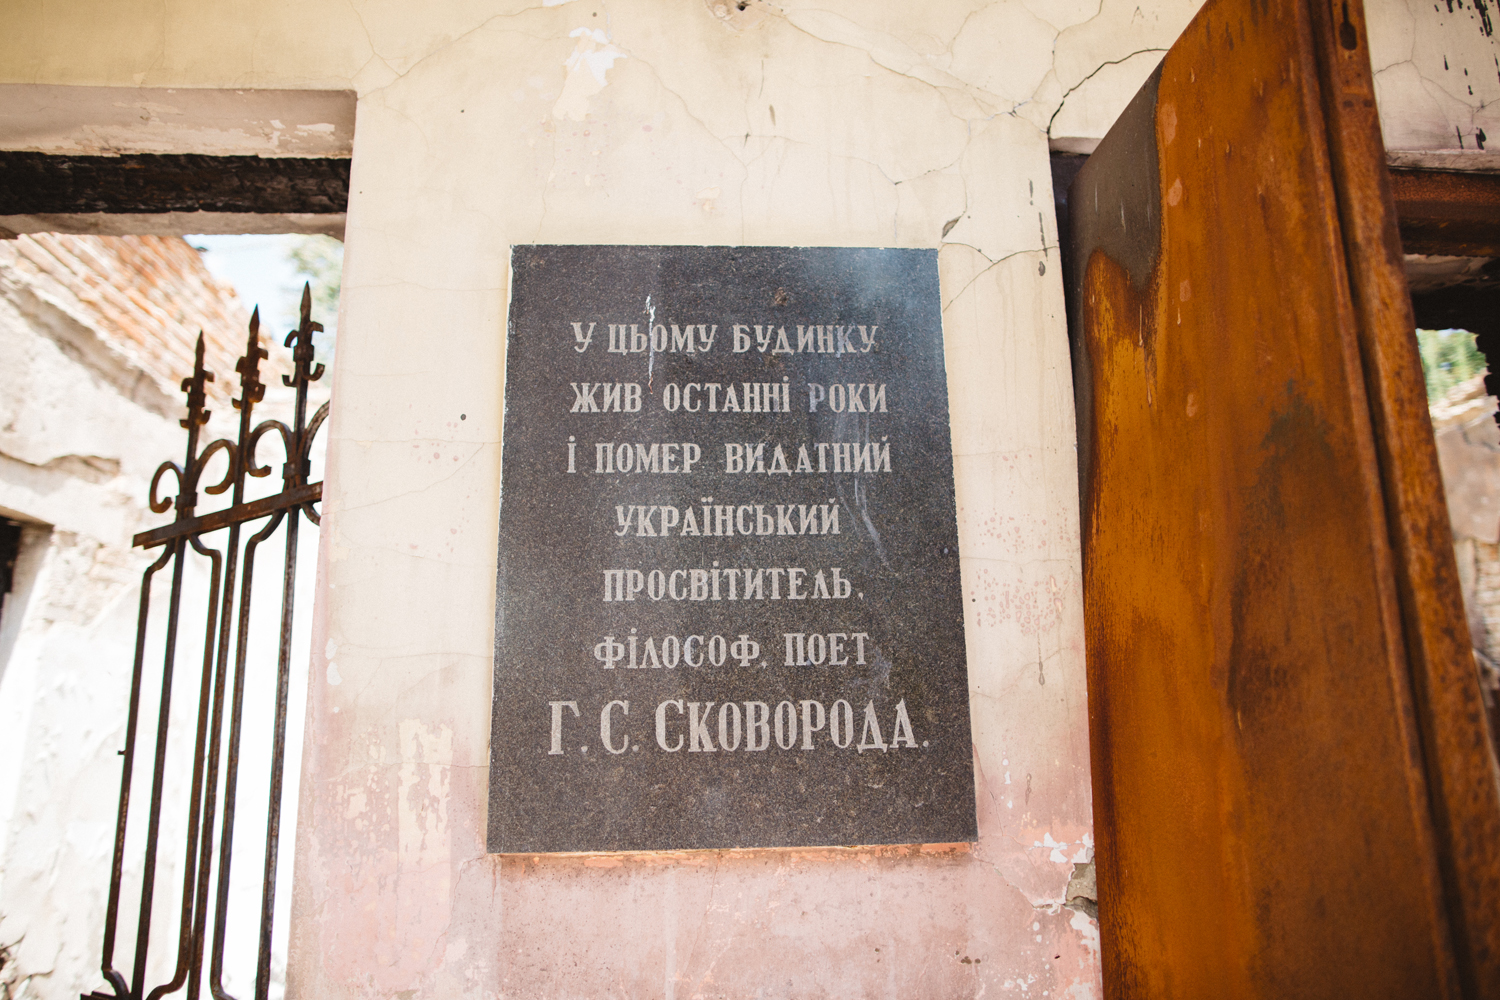 У ЦЬОМУ БУДИНКУ
ЖИВ ОСТАННІ РОКИ
І ПОМЕР ВИДАТНИЙ
УКРАЇНСЬКИЙ
ПРОСВІТИТЕЛЬ,
ФІЛОСОФ, ПОЕТ
Г. С. СКОВОРОДА.